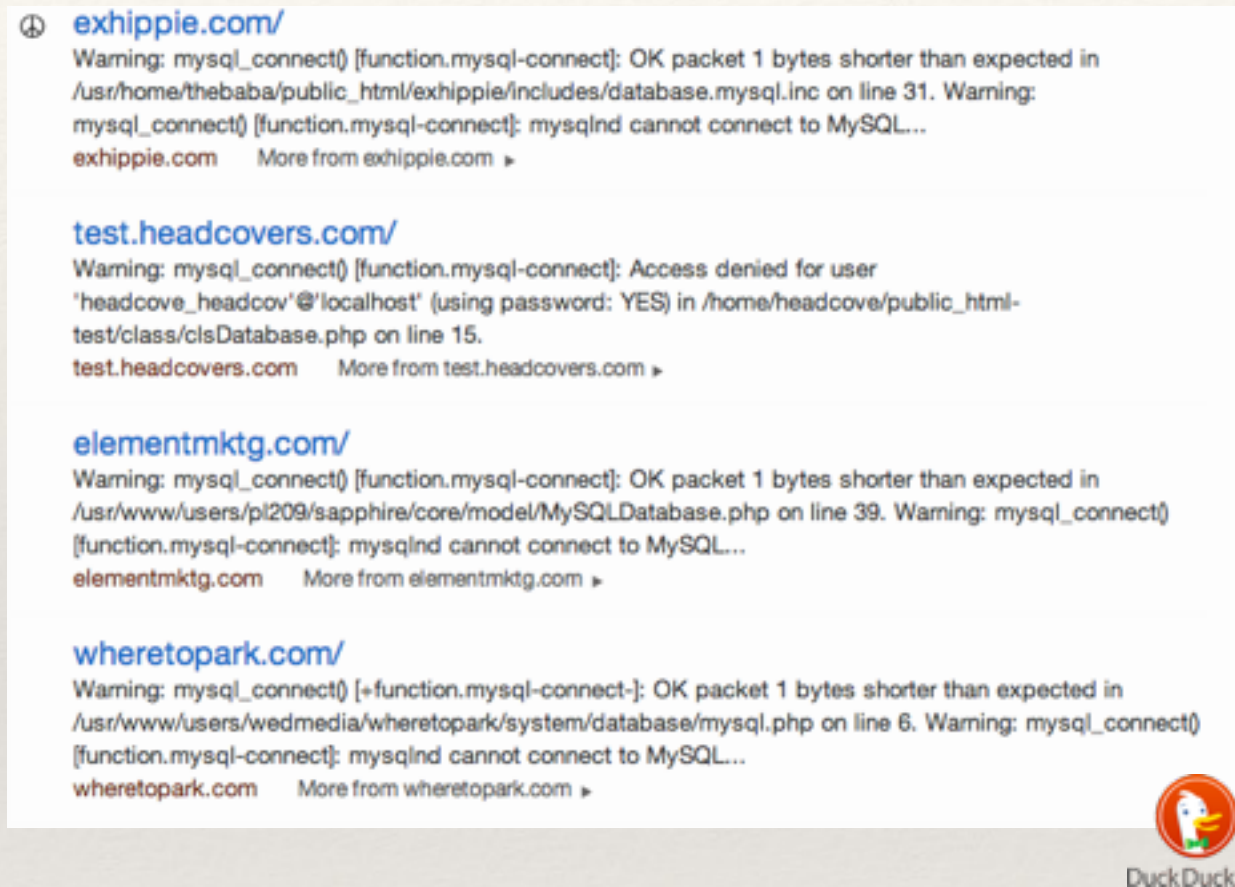 exhippie.com/
Warning: mysql_connect() [function.mysql-connect]: OK packet 1 bytes shorter than expected in
/usr/home/thebaba/public_html/exhippie/includes/database.mysql.inc on line 31. Warning:
mysql_connect() [function.mysql-connect]: mysqlnd cannot connect to MySQL...
exhippie.com More from exhippie.com ▸
test.headcovers.com/
Warning: mysql_connect() [function.mysql-connect]: Access denied for user
'headcove_headcov'@'localhost' (using password: YES) in /home/headcove/public_html-
test/class/clsDatabase.php on line 15.
test.headcovers.com More from test.headcovers.com ▸
elementmktg.com/
Warning: mysql_connect() [function.mysql-connect]: OK packet 1 bytes shorter than expected in
/usr/www/users/pl209/sapphire/core/model/MySQLDatabase.php on line 39. Warning: mysql_connect()
[function.mysql-connect]: mysqlnd cannot connect to MySQL...
elementmktg.com More from elementmktg.com ▸
wheretopark.com/
Warning: mysql_connect() [+function.mysql-connect-]: OK packet 1 bytes shorter than expected in
/usr/www/users/wedmedia/wheretopark/system/database/mysql.php on line 6. Warning: mysql_connect()
[function.mysql-connect]: mysqlnd cannot connect to MySQL...
wheretopark.com More from wheretopark.com ▸
DuckDuck